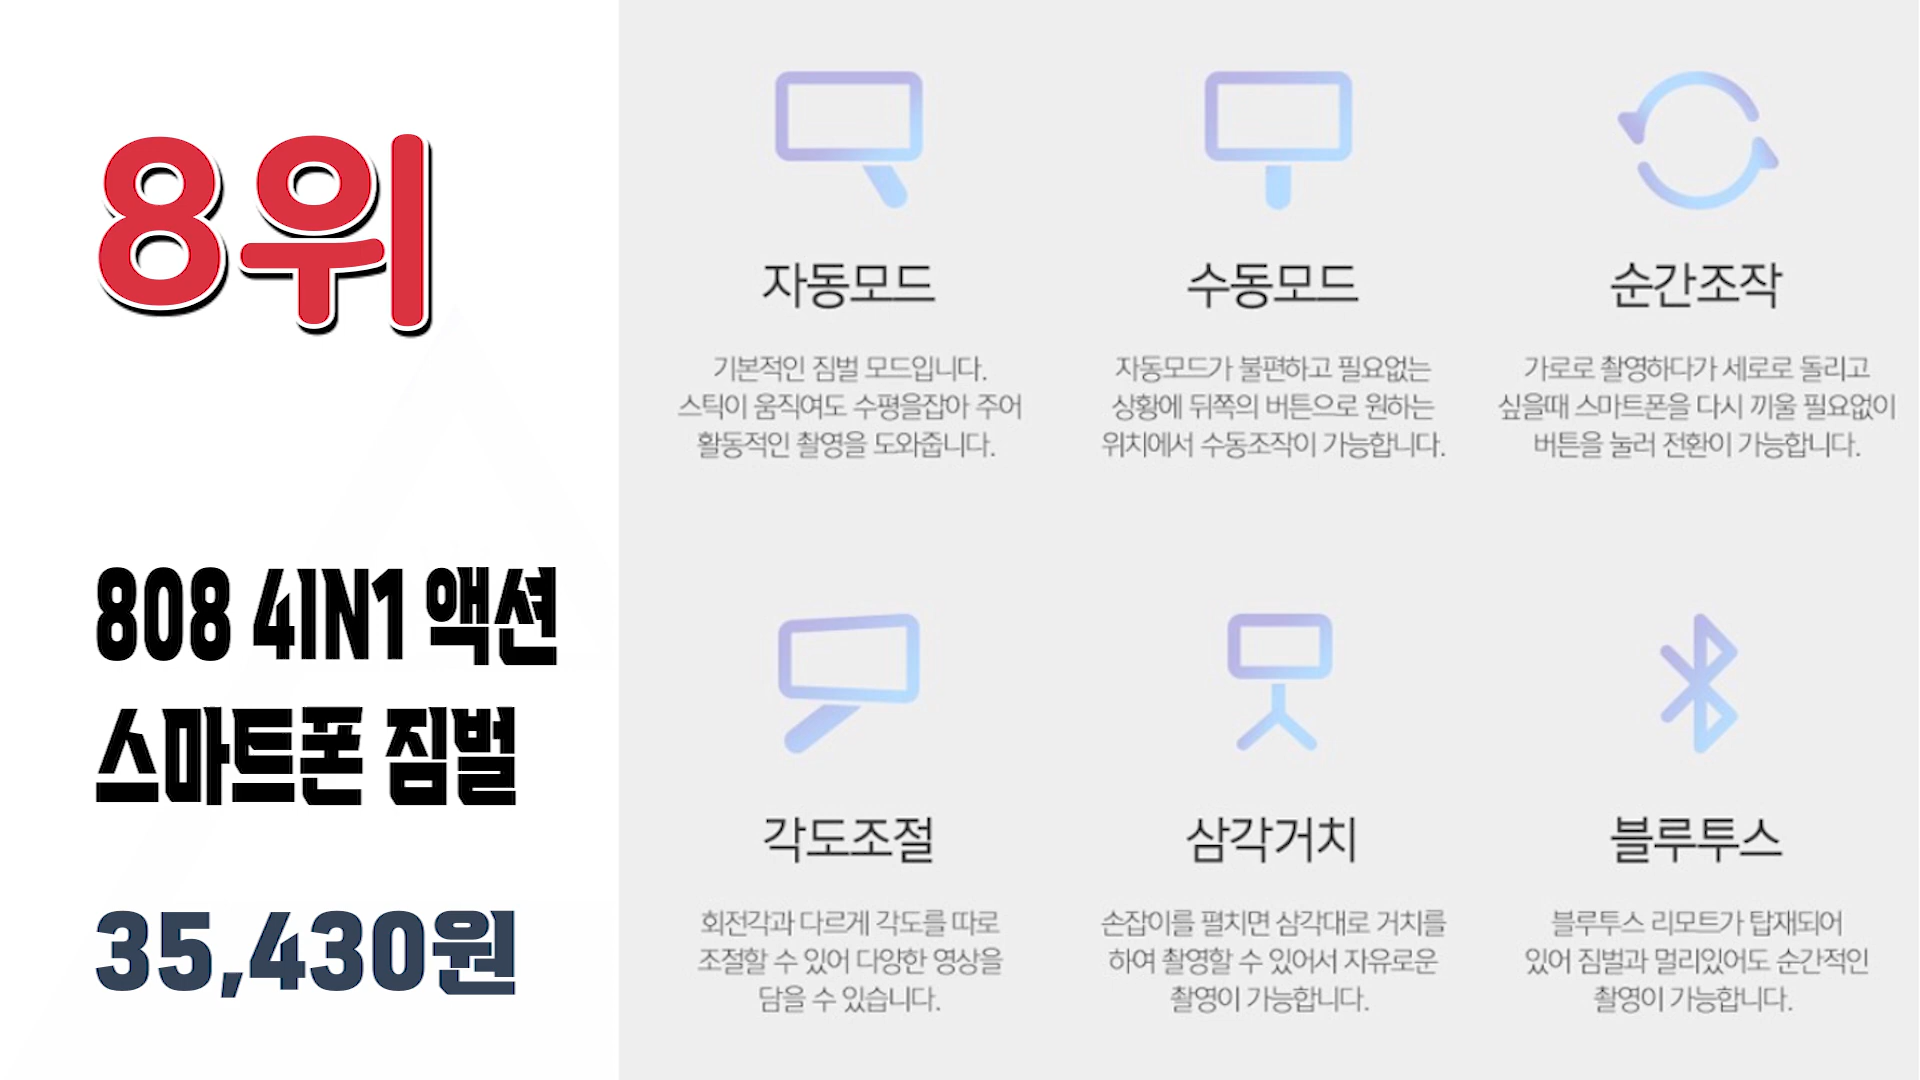 8위
808 4IN1 액션
스마트폰 짐벌
35,430원
자동모드
기본적인 짐벌 모드입니다.
스틱이 움직여도 수평을잡아 주어
활동적인 촬영을 도와줍니다.
수동모드
자동모드가 불편하고 필요없는
상황에 뒤쪽의 버튼으로 원하는
위치에서 수동조작이 가능합니다.
순간조작
가로로 촬영하다가 세로로 돌리고
싶을때 스마트폰을 다시 끼울 필요없이
버튼을 눌러 전환이 가능합니다.
각도조절
회전각과 다르게 각도를 따로
조절할 수 있어 다양한 영상을
담을 수 있습니다.
삼각거치
손잡이를 펼치면 삼각대로 거치를
하여 촬영할 수 있어서 자유로운
촬영이 가능합니다.
블루투스
블루투스 리모트가 탑재되어
있어 짐벌과 멀리있어도 순간적인
촬영이 가능합니다.